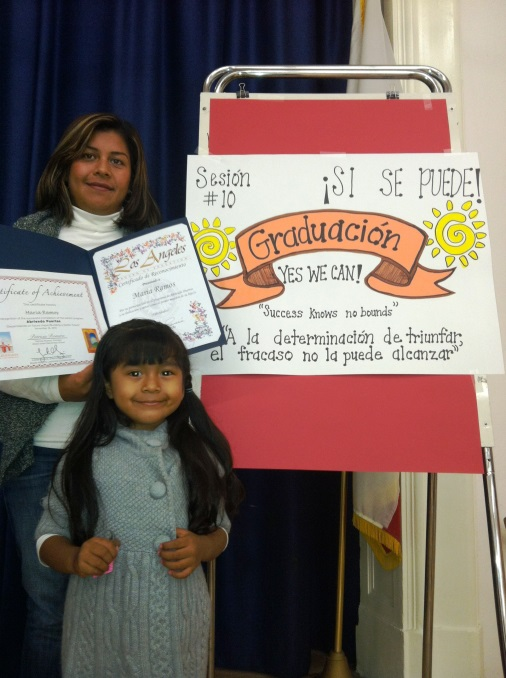 Sesión
#10
¡SI SE PUEDE!
Graduación
YES WE CAN!
"Success Knows no bounds"
"A la determinación de triunfar,
el fracaso no la puede alcanzar"
Certificate of Achievement
Maria Ramos
Los Angeles
Certificado de Reconocimiento
Maria Ramos